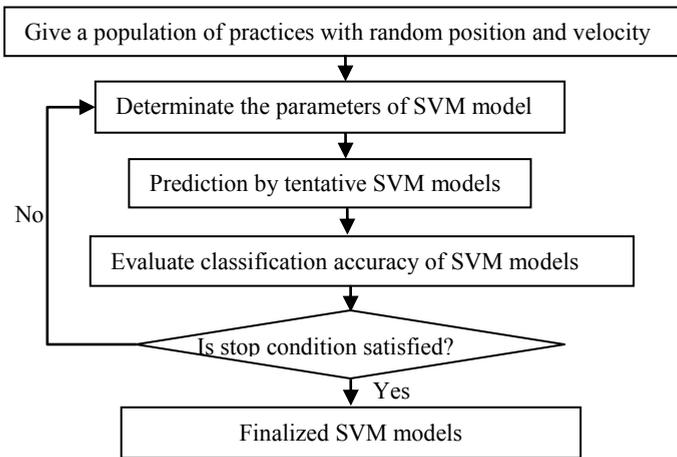 Give a population of practices with random position and velocity
Determinate the parameters of SVM model
Prediction by tentative SVM models
No
Evaluate classification accuracy of SVM models
Is stop condition satisfied?
Yes
Finalized SVM models